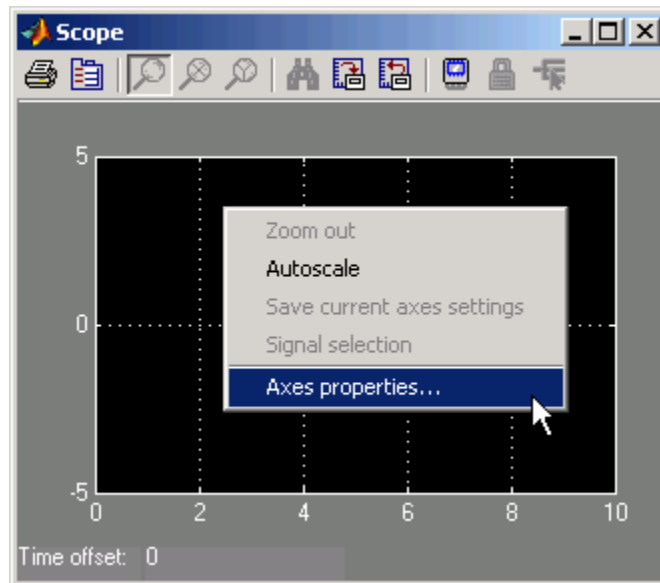 Scope
5
Zoom out
Autoscale
Save current axes settings
0
Signal selection
Axes properties...
-5
0 2 4 6 8 10
Time offset: 0